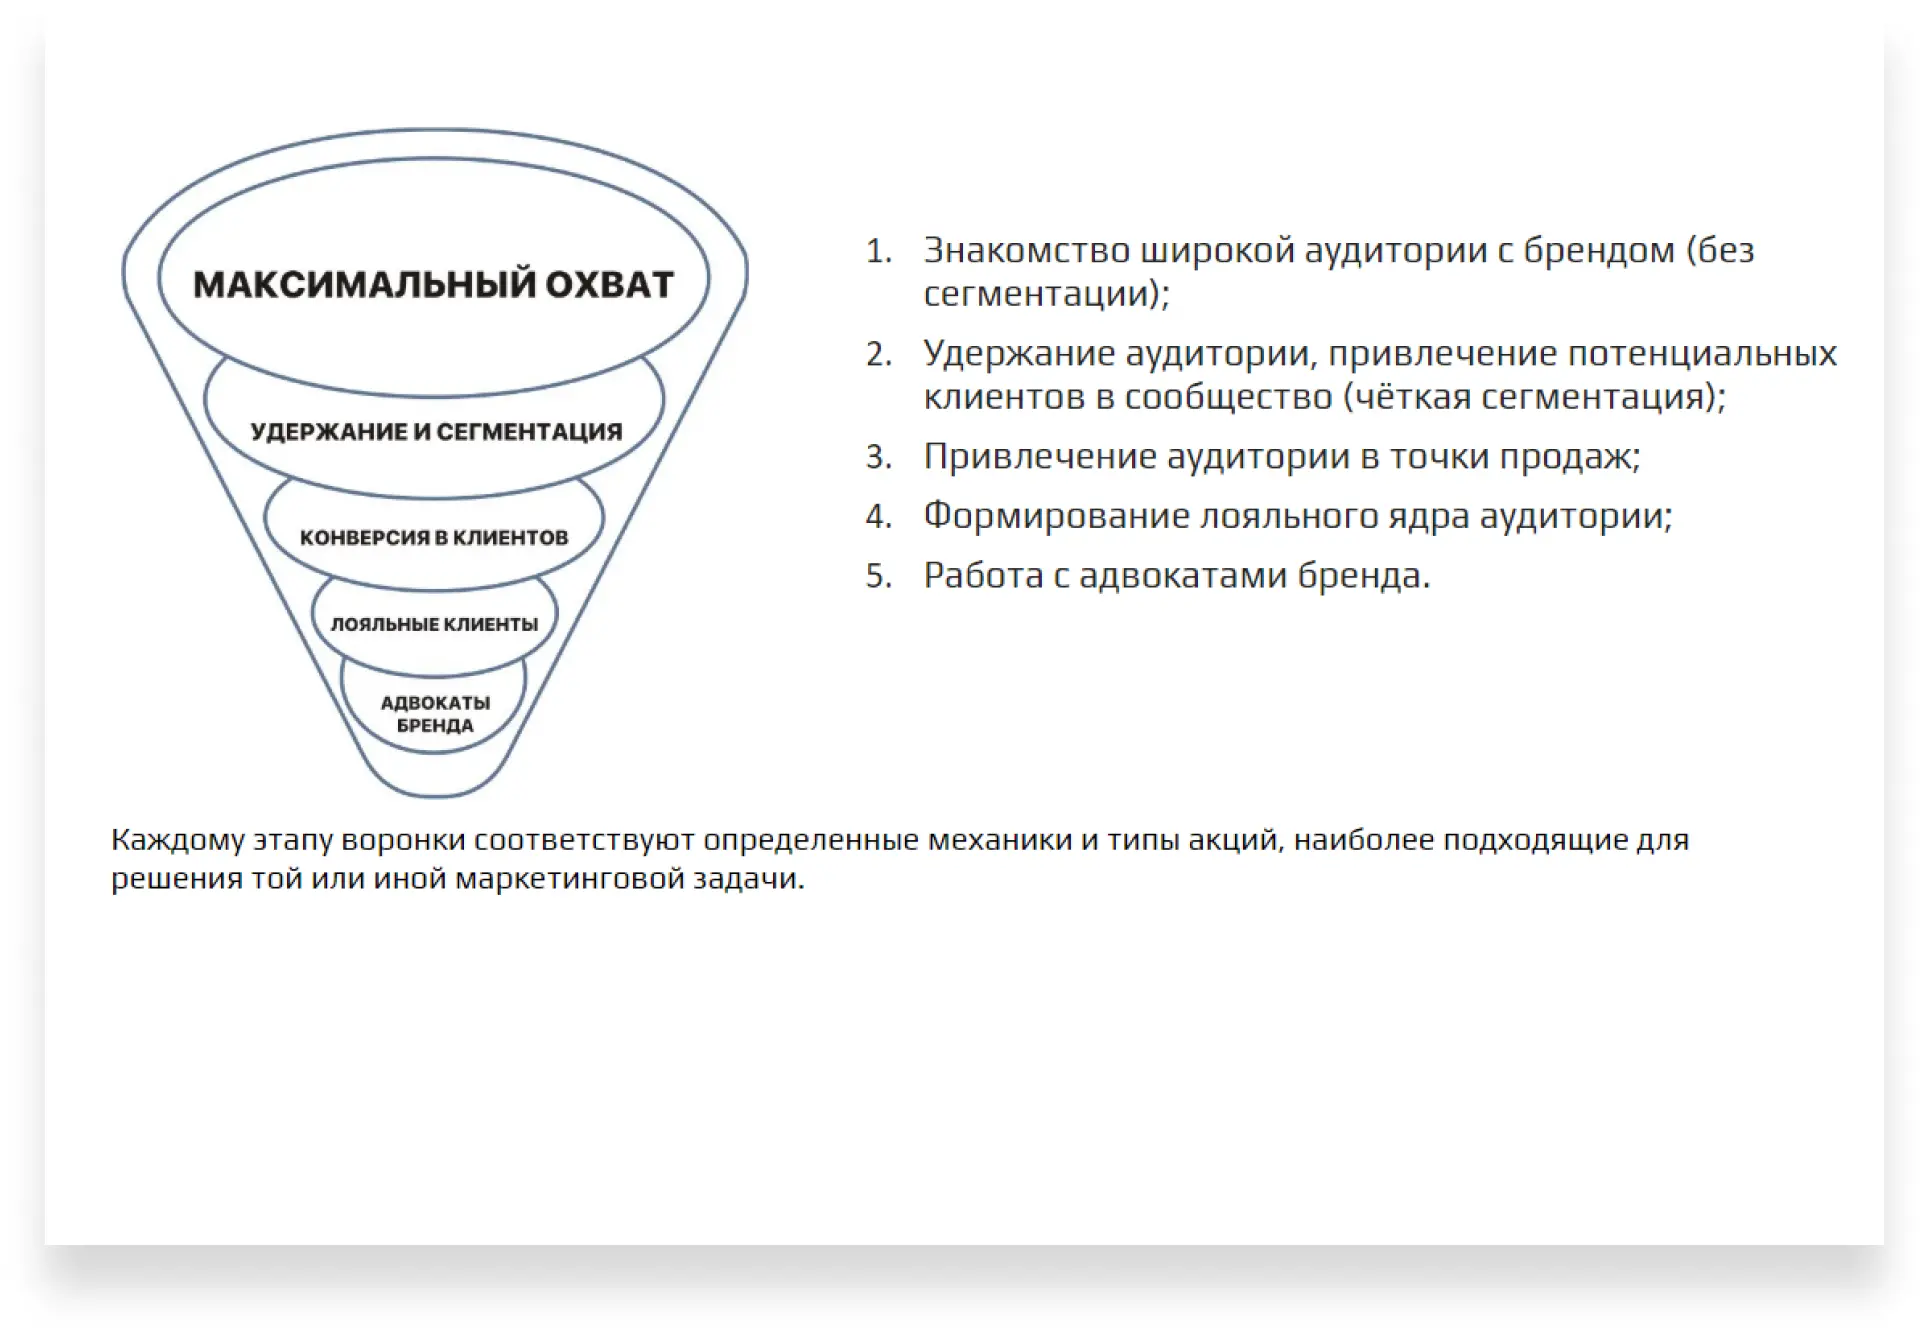 МАКСИМАЛЬНЫЙ ОХВАТ
УДЕРЖАНИЕ И СЕГМЕНТАЦИЯ
КОНВЕРСИЯ В КЛИЕНТОВ
ЛОЯЛЬНЫЕ КЛИЕНТЫ
АДВОКАТЫ
БРЕНДА
1. Знакомство широкой аудитории с брендом (без
сегментации);
2. Удержание аудитории, привлечение потенциальных
клиентов в сообщество (чёткая сегментация);
3. Привлечение аудитории в точки продаж;
4. Формирование лояльного ядра аудитории;
5. Работа с адвокатами бренда.
Каждому этапу воронки соответствуют определенные механики и типы акций, наиболее подходящие для
решения той или иной маркетинговой задачи.